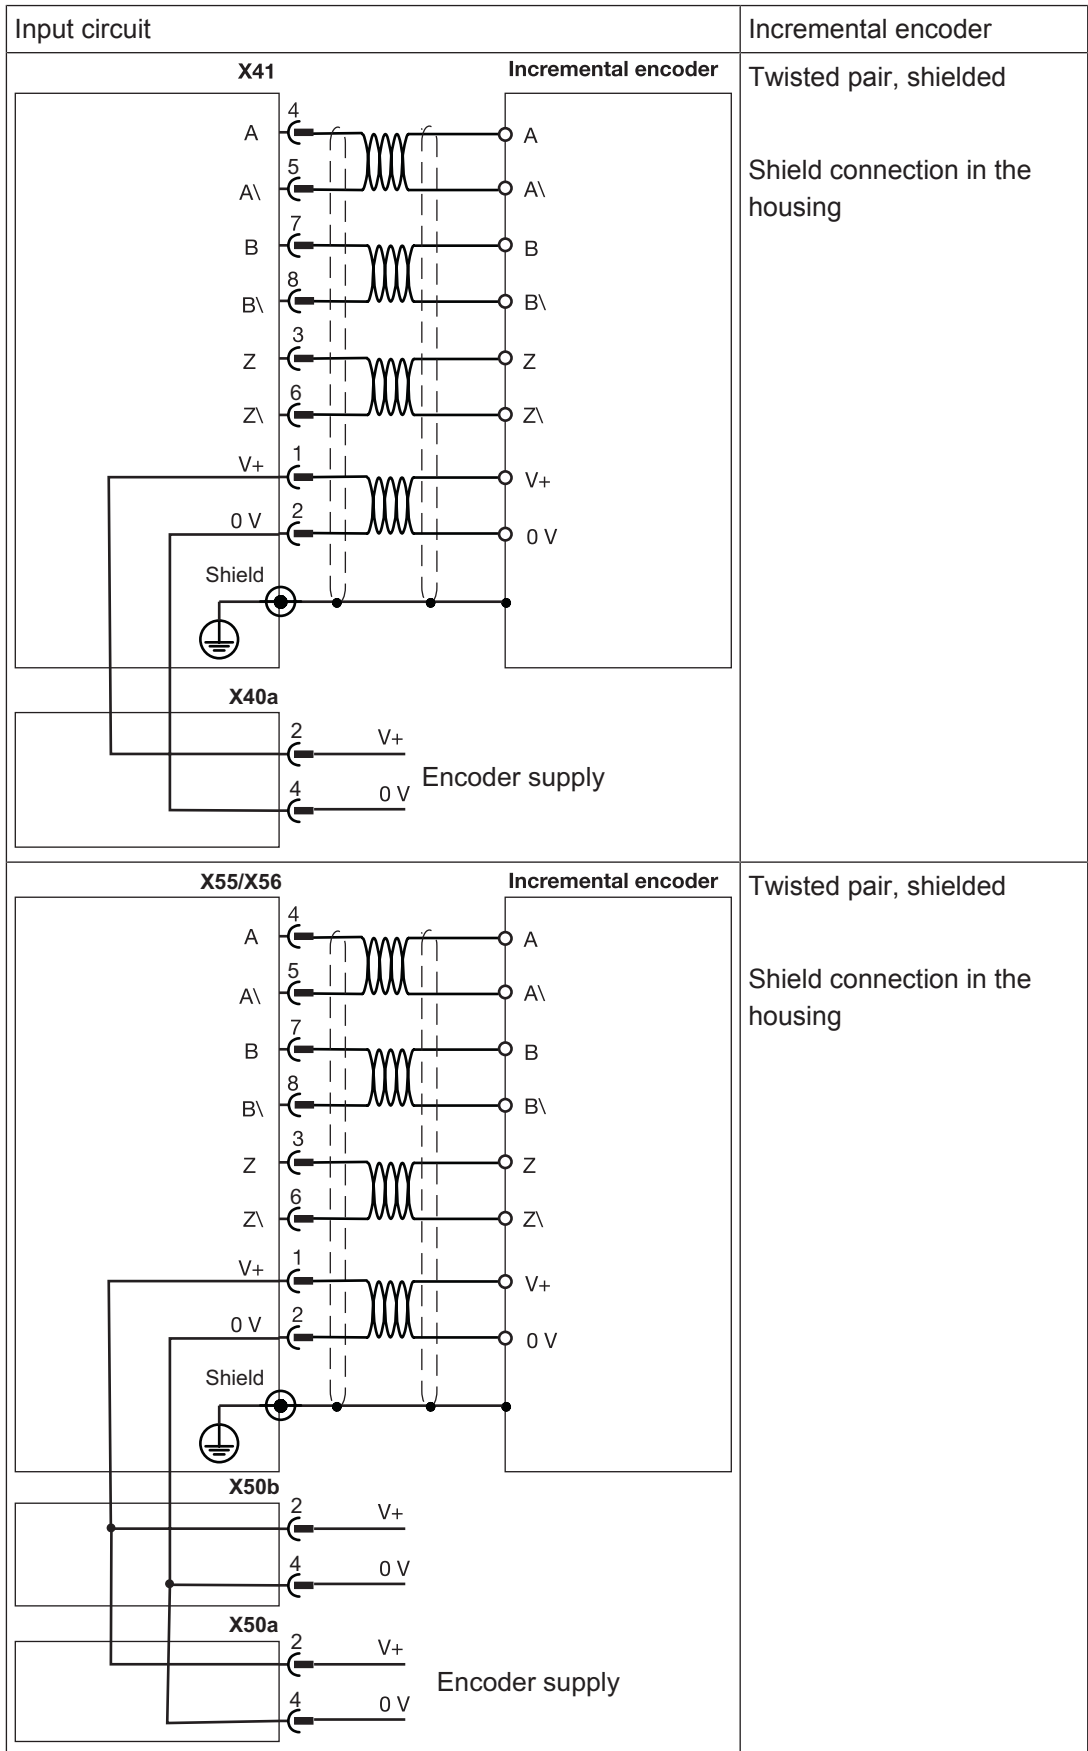 Input circuit
Incremental encoder
X41
Incremental encoder
Twisted pair, shielded
Shield connection in the
housing
4
A
A
5
A\
A\
7
B
B
8
B\
B\
3
Z
Z
6
Z\
Z\
1
V+
V+
2
0 V
0 V
Shield
X40a
2
V+
Encoder supply
4
0 V
X55/X56
Incremental encoder
Twisted pair, shielded
Shield connection in the
housing
4
A
A
5
A\
A\
7
B
B
8
B\
B\
3
Z
Z
6
Z\
Z\
1
V+
V+
2
0 V
0 V
Shield
X50b
2
V+
4
0 V
X50a
2
V+
Encoder supply
4
0 V